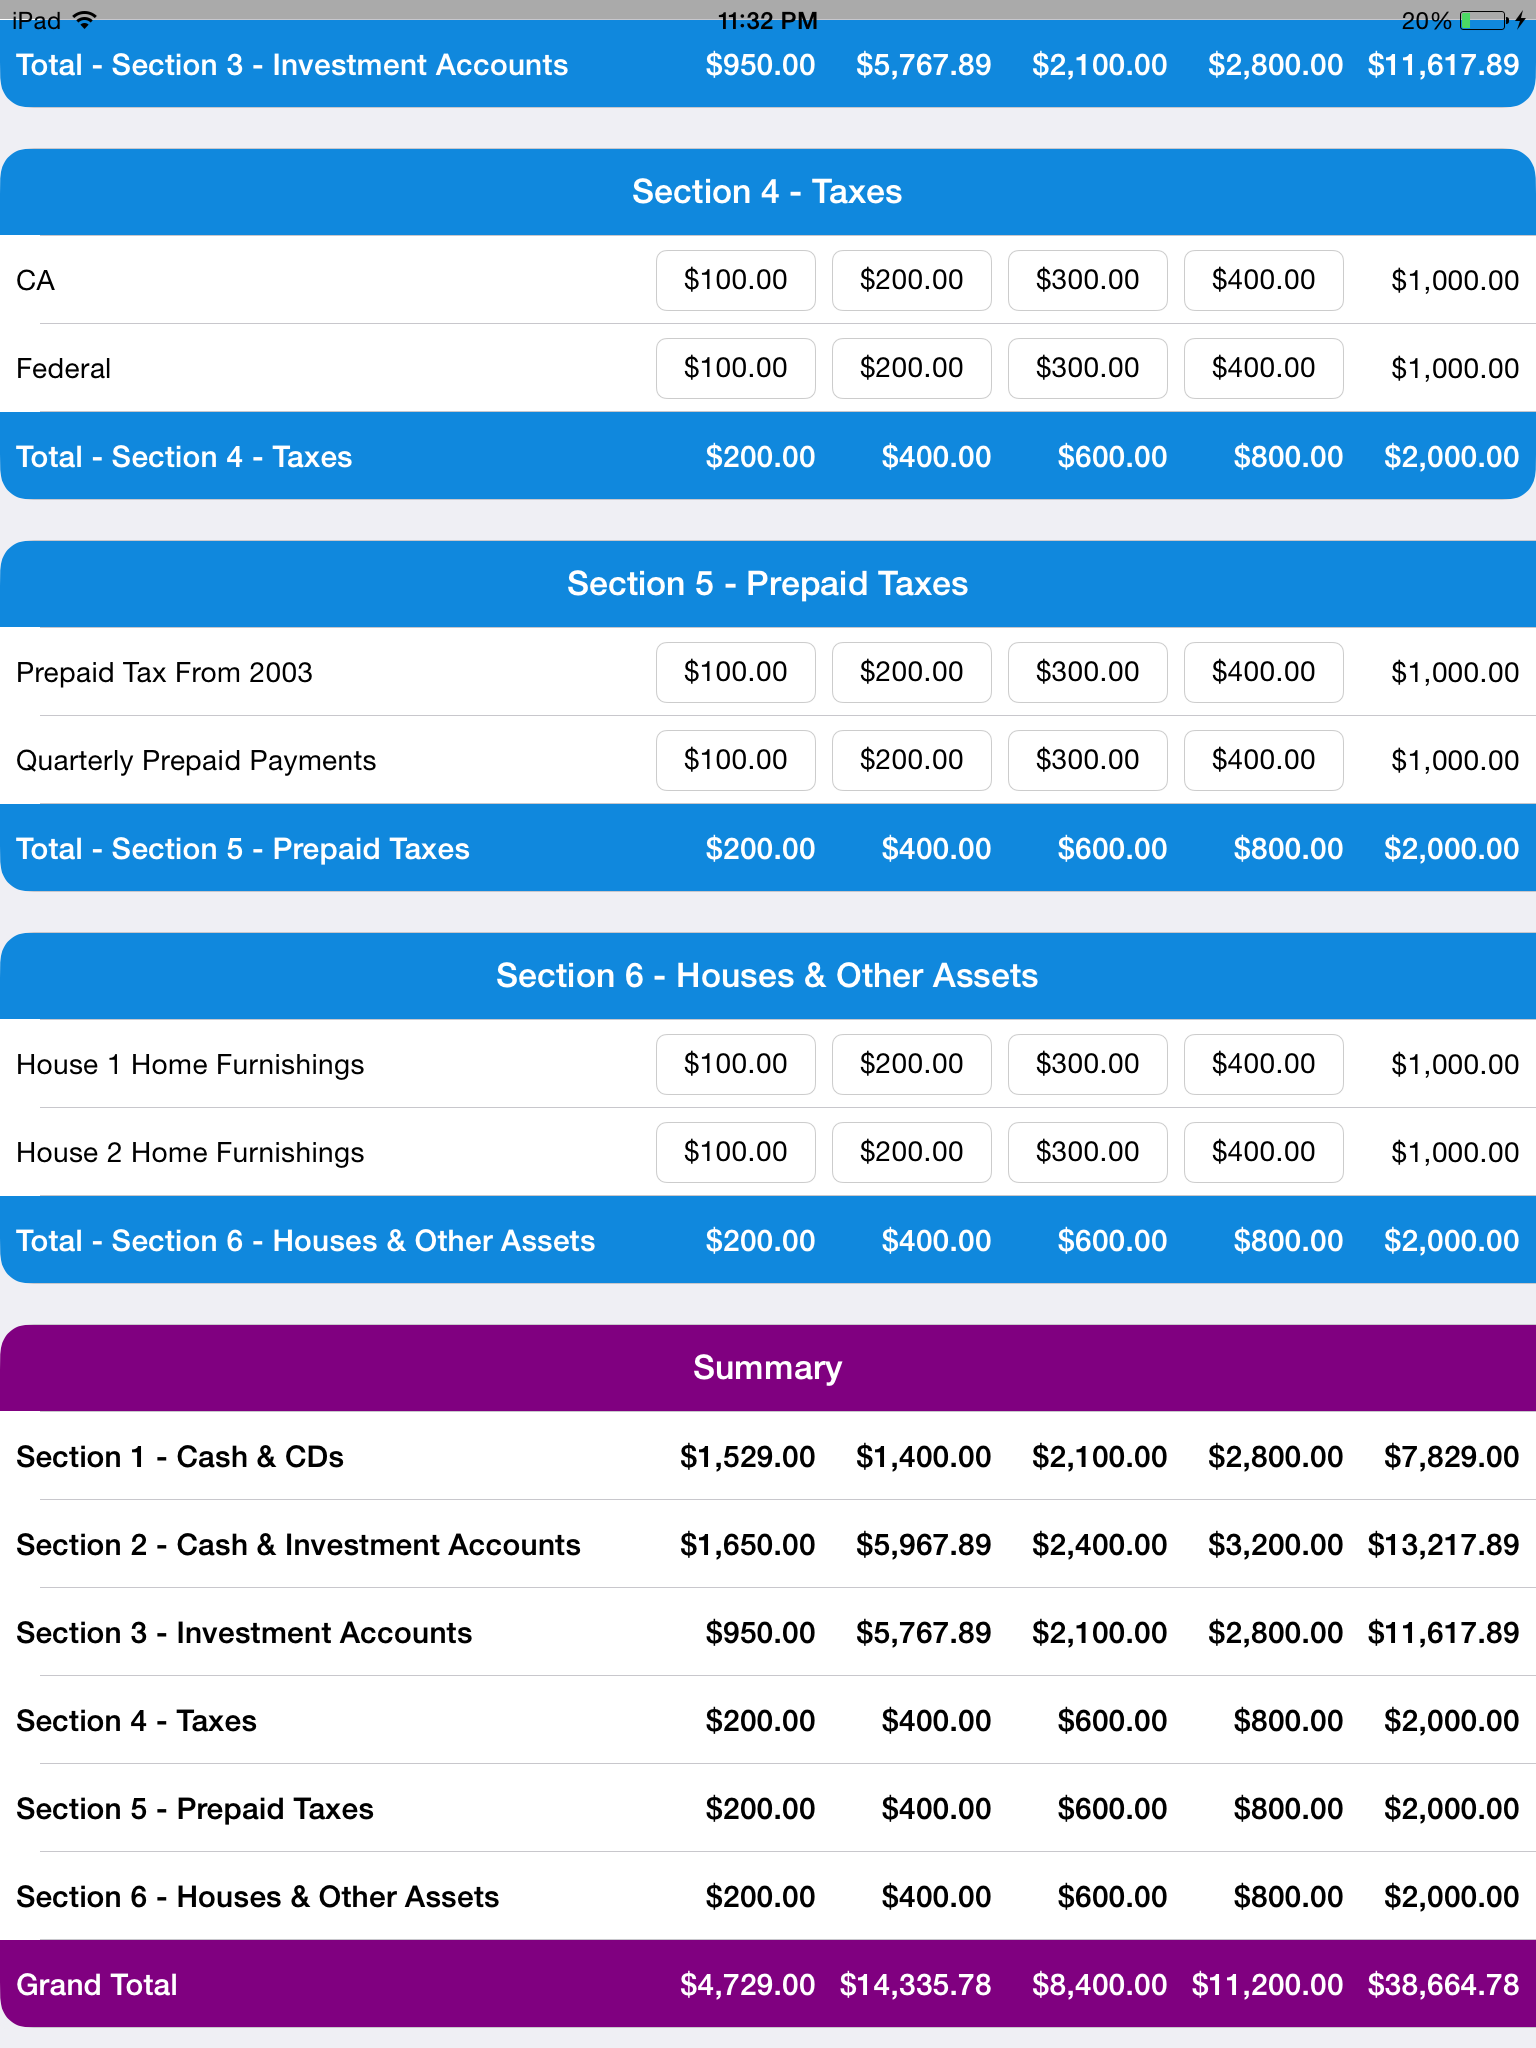 iPad 11:32 PM 20%
Total - Section 3 - Investment Accounts $950.00 $5,767.89 $2,100.00 $2,800.00 $11,617.89
Section 4 - Taxes
CA $100.00 $200.00 $300.00 $400.00 $1,000.00
Federal $100.00 $200.00 $300.00 $400.00 $1,000.00
Total - Section 4 - Taxes $200.00 $400.00 $600.00 $800.00 $2,000.00
Section 5 - Prepaid Taxes
Prepaid Tax From 2003 $100.00 $200.00 $300.00 $400.00 $1,000.00
Quarterly Prepaid Payments $100.00 $200.00 $300.00 $400.00 $1,000.00
Total - Section 5 - Prepaid Taxes $200.00 $400.00 $600.00 $800.00 $2,000.00
Section 6 - Houses & Other Assets
House 1 Home Furnishings $100.00 $200.00 $300.00 $400.00 $1,000.00
House 2 Home Furnishings $100.00 $200.00 $300.00 $400.00 $1,000.00
Total - Section 6 - Houses & Other Assets $200.00 $400.00 $600.00 $800.00 $2,000.00
Summary
Section 1 - Cash & CDs $1,529.00 $1,400.00 $2,100.00 $2,800.00 $7,829.00
Section 2 - Cash & Investment Accounts $1,650.00 $5,967.89 $2,400.00 $3,200.00 $13,217.89
Section 3 - Investment Accounts $950.00 $5,767.89 $2,100.00 $2,800.00 $11,617.89
Section 4 - Taxes $200.00 $400.00 $600.00 $800.00 $2,000.00
Section 5 - Prepaid Taxes $200.00 $400.00 $600.00 $800.00 $2,000.00
Section 6 - Houses & Other Assets $200.00 $400.00 $600.00 $800.00 $2,000.00
Grand Total $4,729.00 $14,335.78 $8,400.00 $11,200.00 $38,664.78